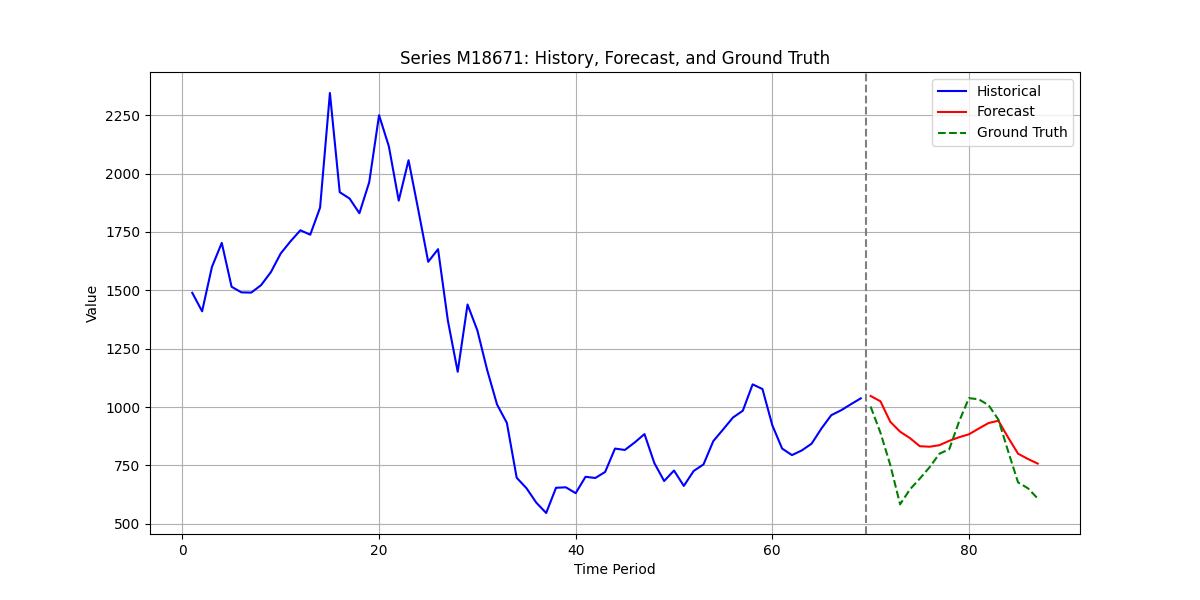 Series M18671: History, Forecast, and Ground Truth
Historical
Forecast
Ground Truth
2250
2000
1750
1500
1250
1000
750
500
Value
0
20
40
60
80
Time Period